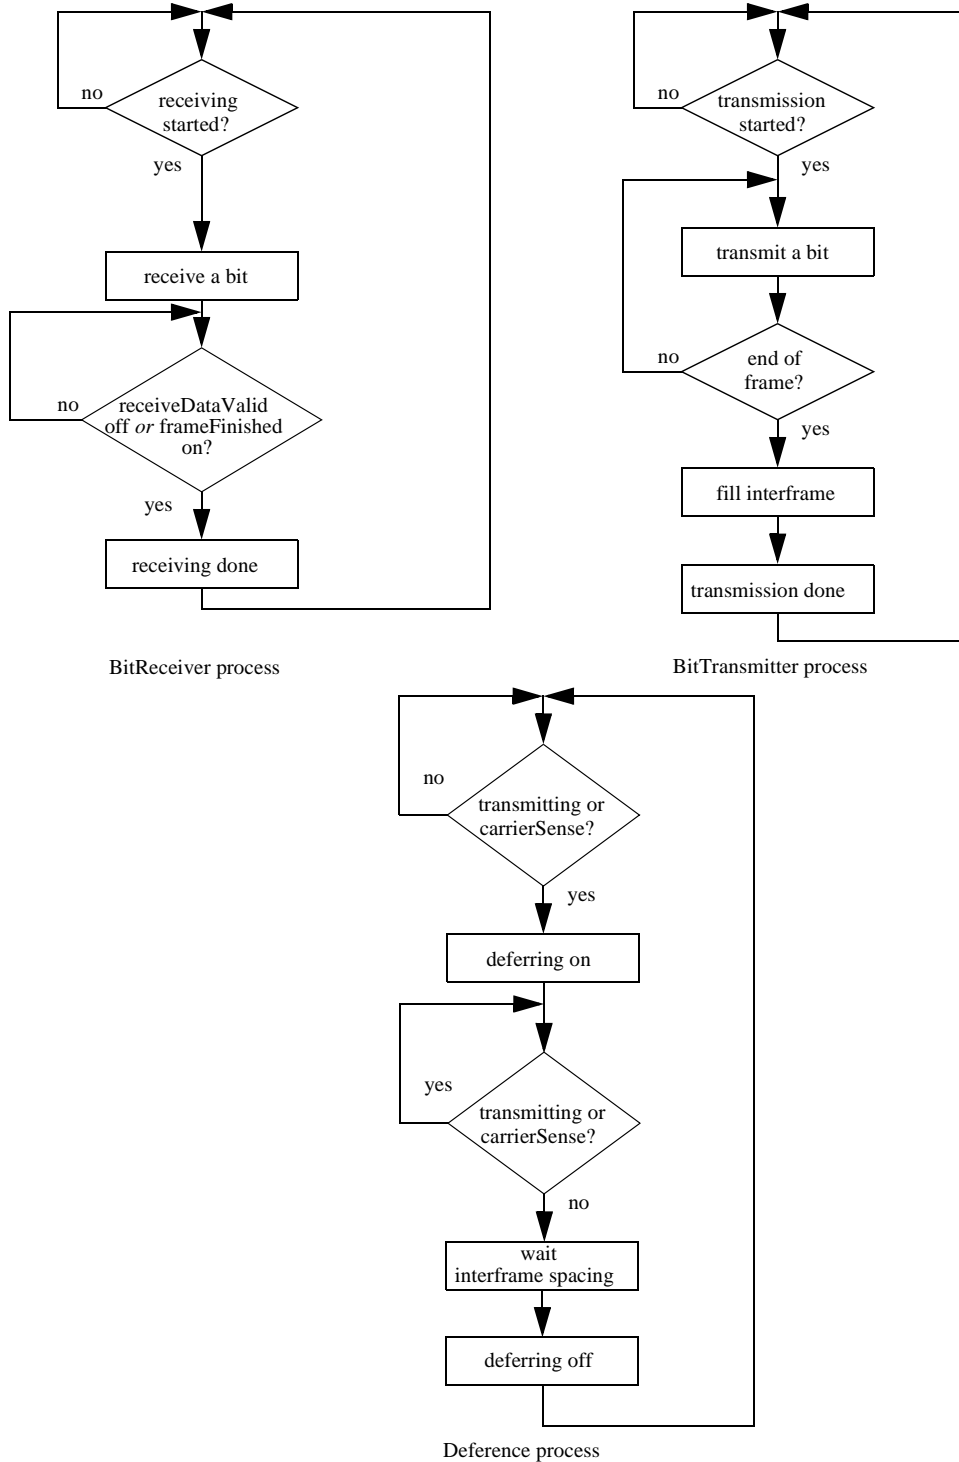 no
receiving
started?
yes
receive a bit
no
receiveDataValid
off or frameFinished
on?
yes
receiving done
BitReceiver process
no
transmission
started?
yes
transmit a bit
no
end of
frame?
yes
fill interframe
transmission done
BitTransmitter process
no
transmitting or
carrierSense?
yes
deferring on
yes
transmitting or
carrierSense?
no
wait
interframe spacing
deferring off
Deference process